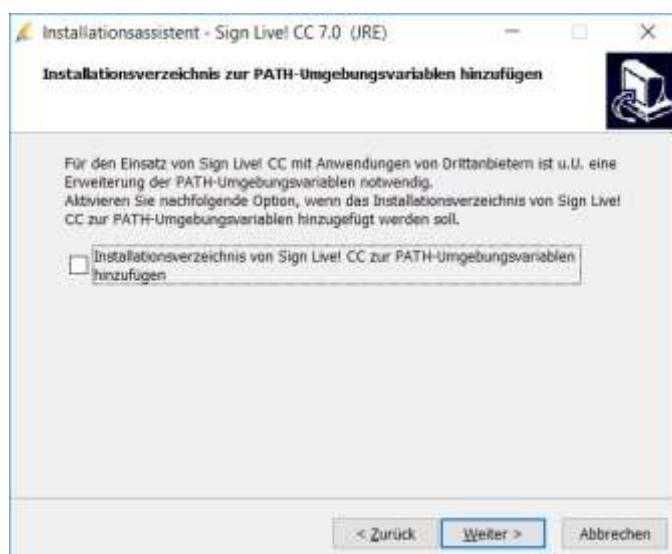 Installationsassistent - Sign Live! CC 7.0 (JRE)
Installationsverzeichnis zur PATH-Umgebungsvariablen hinzufügen
Für den Einsatz von Sign Live! CC mit Anwendungen von Drittanbietern ist u.U. eine
Erweiterung der PATH-Umgebungsvariablen notwendig.
Aktivieren Sie nachfolgende Option, wenn das Installationsverzeichnis von Sign Live!
CC zur PATH-Umgebungsvariablen hinzugefügt werden soll.
Installationsverzeichnis von Sign Live! CC zur PATH-Umgebungsvariablen
hinzufügen
< Zurück Weiter > Abbrechen